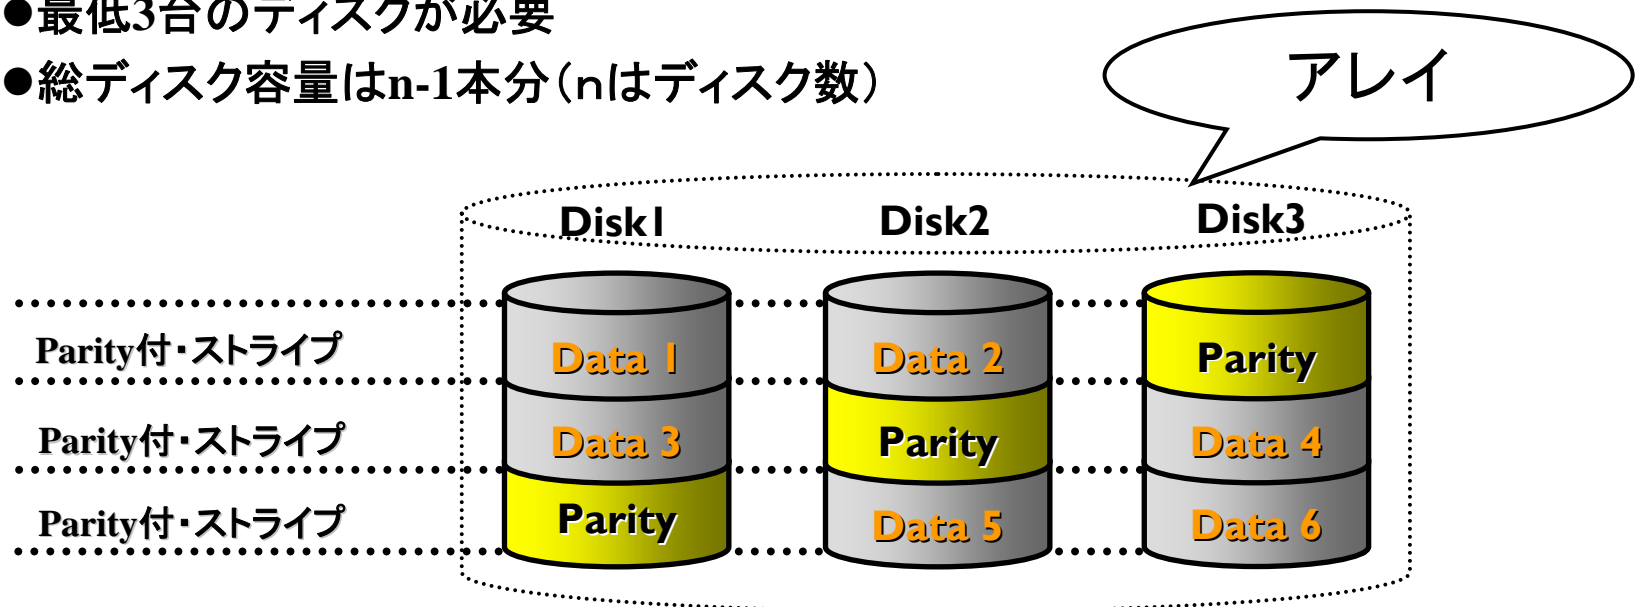 ●最低3台のディスクが必要
●総ディスク容量はn-1本分（nはディスク数）
アレイ
Disk1 Disk2 Disk3
Parity付・ストライプ Data 1 Data 2 Parity
Parity付・ストライプ Data 3 Parity Data 4
Parity付・ストライプ Parity Data 5 Data 6